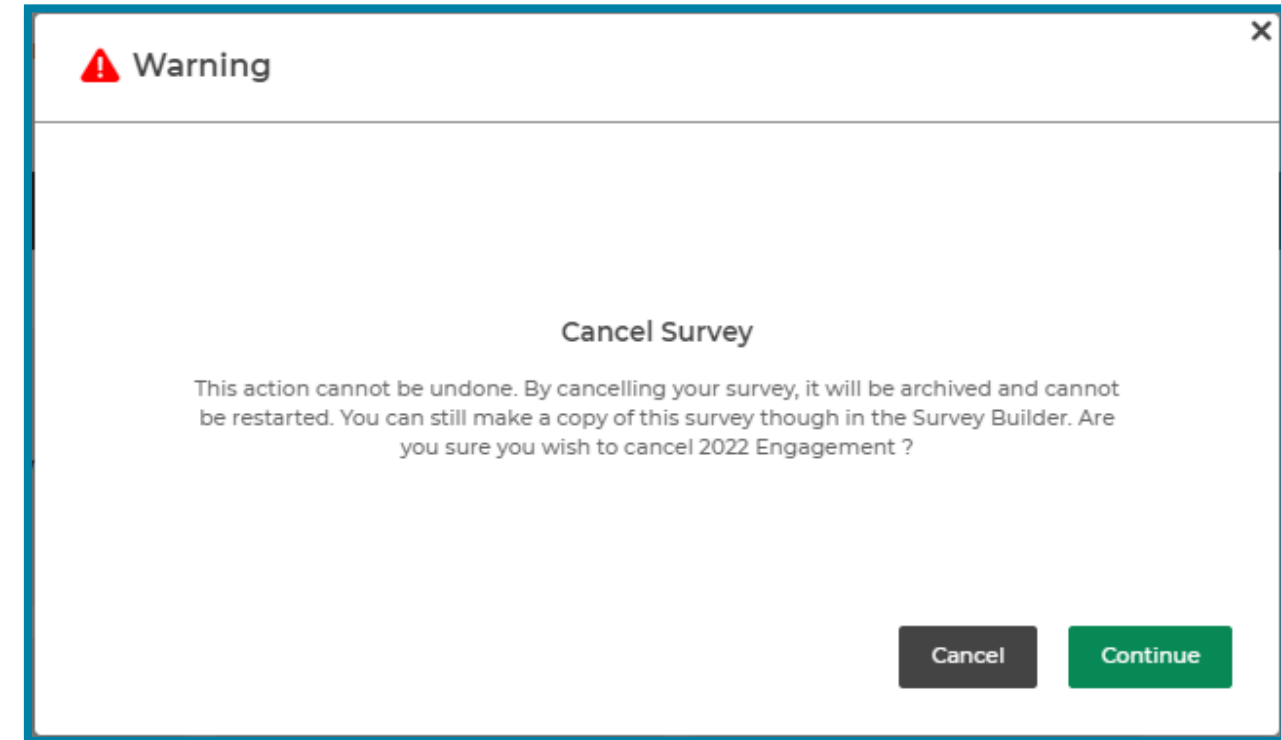 Warning
Cancel Survey
This action cannot be undone. By cancelling your survey, it will be archived and cannot
be restarted. You can still make a copy of this survey though in the Survey Builder. Are
you sure you wish to cancel 2022 Engagement ?
Cancel
Continue